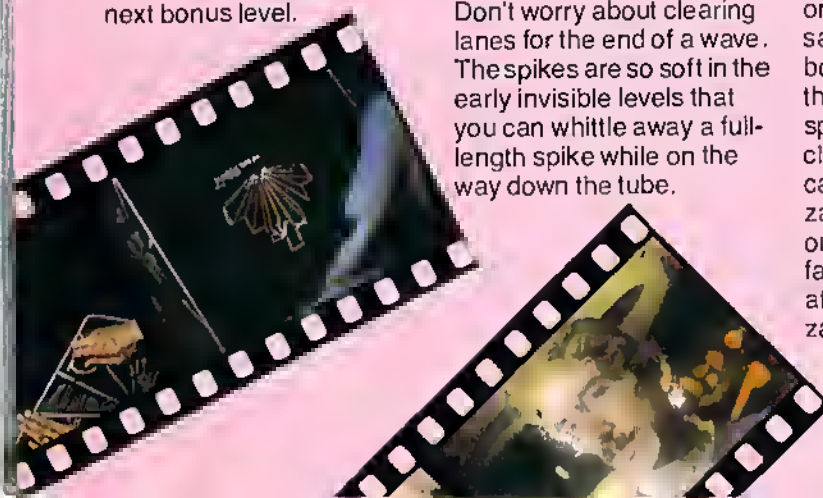 next bonus level.
Don't worry about clearing
lanes for the end of a wave.
The spikes are so soft in the
early invisible levels that
you can whittle away a full-
length spike while on the
way down the tube.